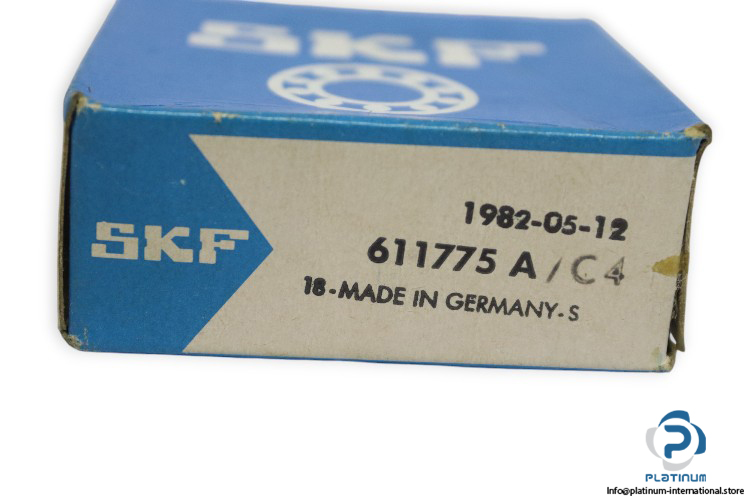 SKF
SKF
1982-05-12
611775 A/C4
18-MADE IN GERMANY-S
PLATINUM
Info@platinum-international.store